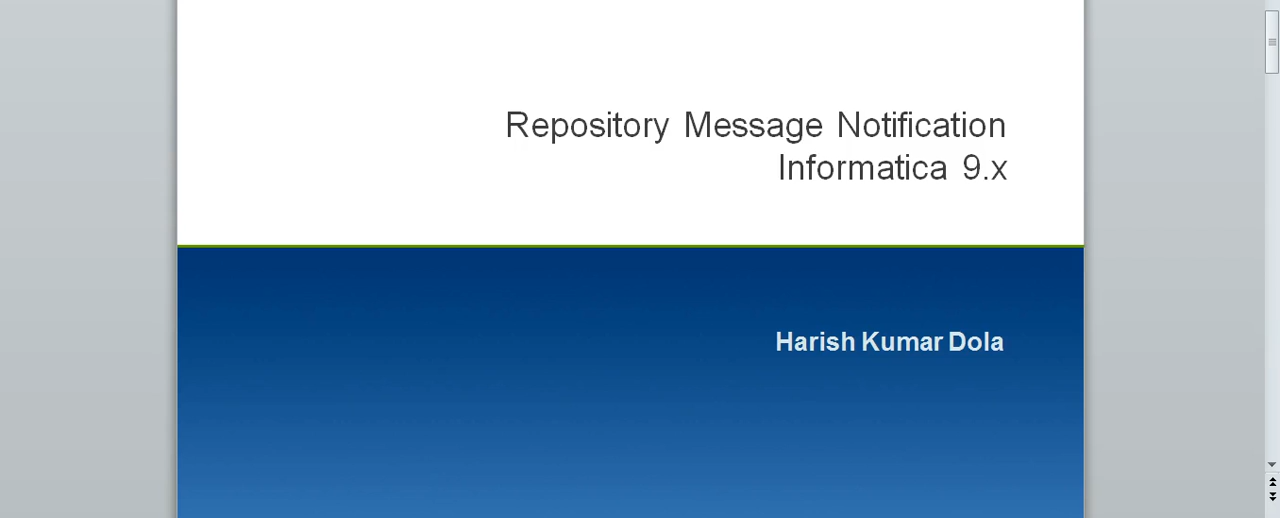 Repository Message Notification
Informatica 9.x
Harish Kumar Dola